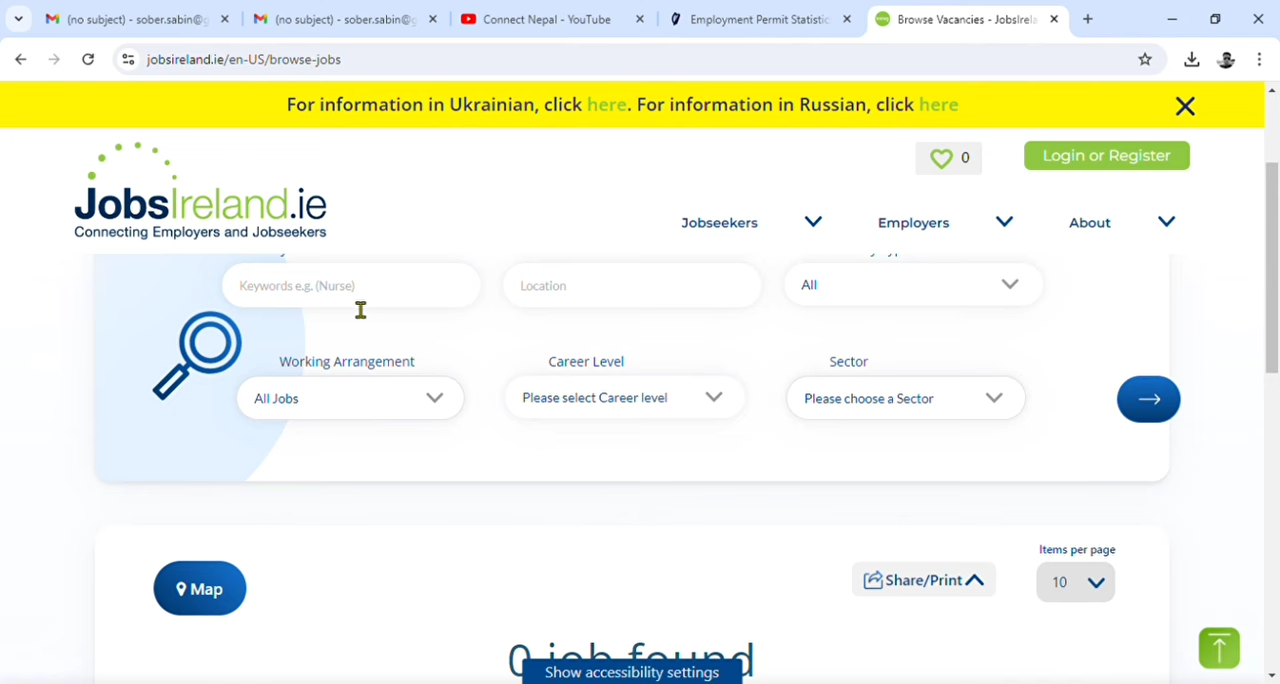 (no subject) - sober.sabin@g
(no subject) - sober.sabin@g
Connect Nepal - YouTube
Employment Permit Statistic
Browse Vacancies - JobsIrela
jobsireland.ie/en-US/browse-jobs
For information in Ukrainian, click here. For information in Russian, click here
0
Login or Register
JobsIreland.ie
Connecting Employers and Jobseekers
Jobseekers
Employers
About
Keywords e.g. (Nurse)
Location
All
Working Arrangement
Career Level
Sector
All Jobs
Please select Career level
Please choose a Sector
Items per page
Map
Share/Print
10
0 job found
Show accessibility settings